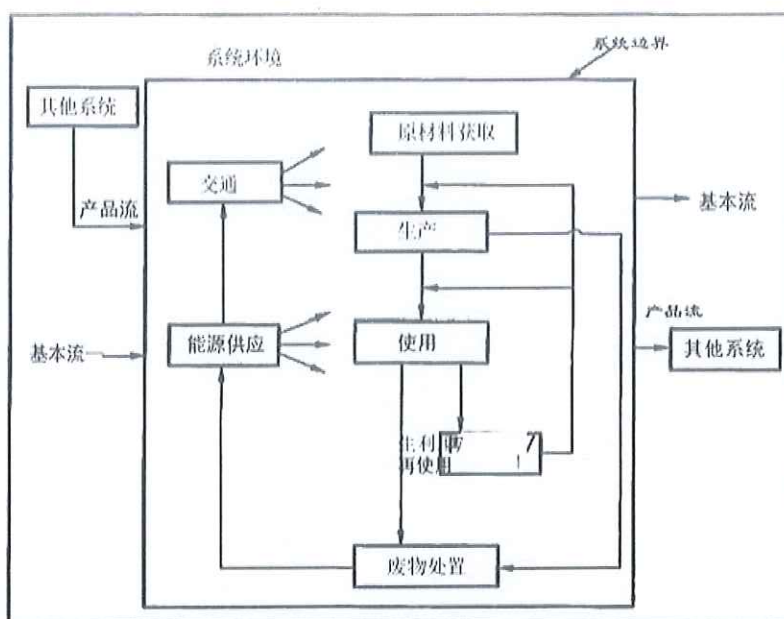 系统环境
系统边界
其他系统
原材料获取
交通
产品流
基本流
生产
产品流
基本流
能源供应
使用
其他系统
再使用
废物处置